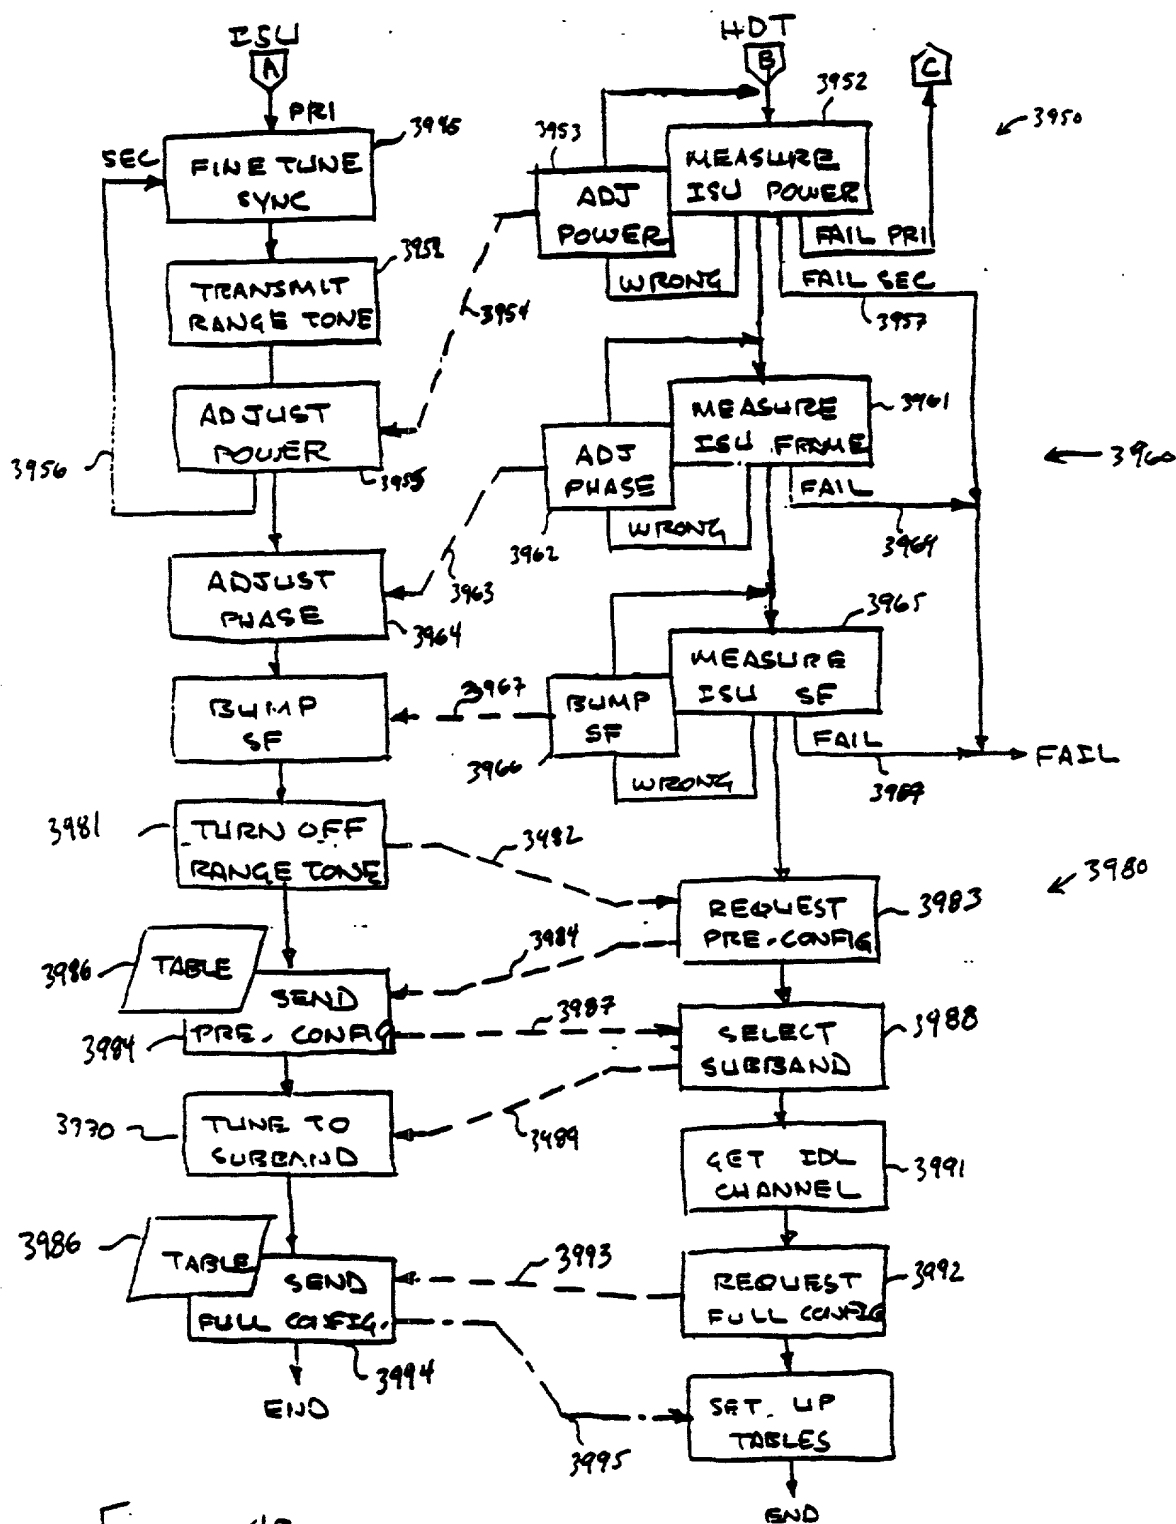 ISU
A
PRI
SEC
FINE TUNE
SYNC
3952
TRANSMIT
RANGE TONE
ADJUST
POWER
3955
3956
ADJUST
PHASE
3964
BUMP
SF
3981
TURN OFF
RANGE TONE
3986
TABLE
SEND
PRE-CONFIG
3984
TUNE TO
SUBBAND
3986
TABLE
SEND
FULL CONFIG.
3994
END
HDT
B
C
3952
3950
3953
MEASURE
ISU POWER
ADJ
POWER
WRONG
FAIL PRI
FAIL SEC
3957
3954
MEASURE
ISU FRAME
3961
3960
ADJ
PHASE
WRONG
FAIL
3969
3962
3963
3965
MEASURE
ISU SF
3967
BUMP
SF
3966
WRONG
FAIL
FAIL
3982
3980
REQUEST
PRE-CONFIG
3983
3984
3987
SELECT
SUBBAND
3988
3989
GET IDL
CHANNEL
3991
3993
REQUEST
FULL CONFIG
3992
SET-UP
TABLES
3995
END